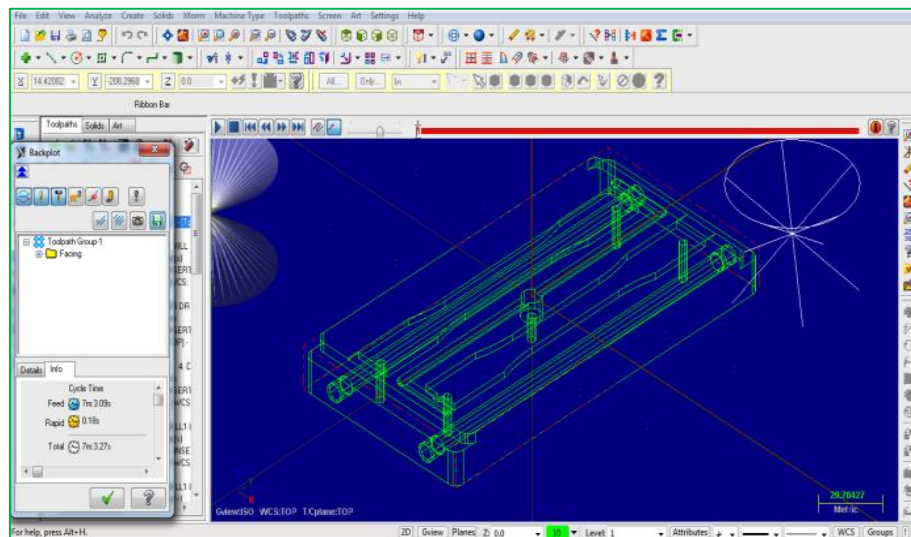 File Edit View Analyze Create Solids Xform Machine Type Toolpaths Screen Art Settings Help
X 14.42002 Y -208.2968 Z 0.0 All... Only... In
Ribbon Bar
Toolpaths Solids Art
Backplot
Toolpath Group-1
Facing
Details Info
Cycle Time
Feed 7m:3.09s
Rapid 0.18s
Total 7m:3.27s
Gview:ISO WCS:TOP T/Cplane:TOP
29.70427
Metric
For help, press Alt+H.
2D Gview Planes Z: 0.0 10 Level: 1 Attributes WCS Groups